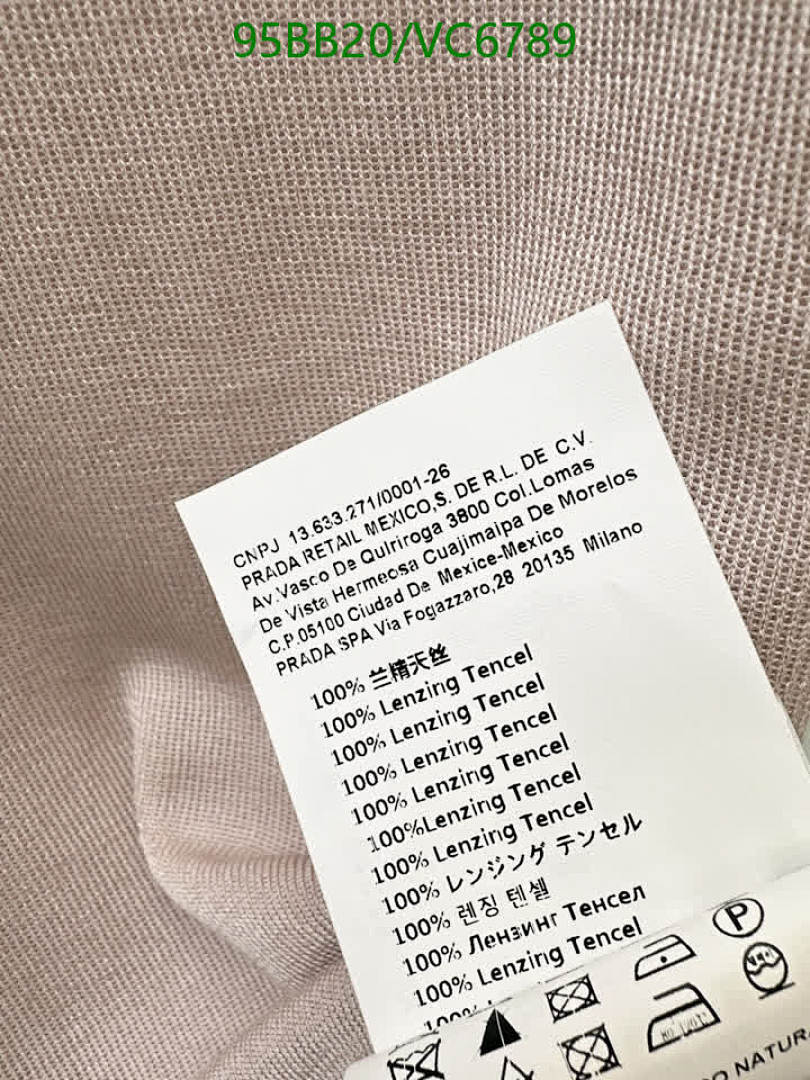 95BB20/VC6789
CNPJ 13.633.271/0001-26
PRADA RETAIL MEXICO,S. DE R.L. DE C.V.
Av.Vasco De Quiriroga 3800 Col.Lomas
De Vista Hermeosa Cuajimaipa De Morelos
C.P.05100 Ciudad De Mexice-Mexico
PRADA SPA Via Fogazzaro,28 20135 Milano
100% 兰精天丝
100% Lenzing Tencel
100% Lenzing Tencel
100% Lenzing Tencel
100% Lenzing Tencel
100%Lenzing Tencel
100% Lenzing Tencel
100% レンジング テンセル
100% 렌징 텐셀
100% Лензинг Тенсел
100% Lenzing Tencel
100%
P